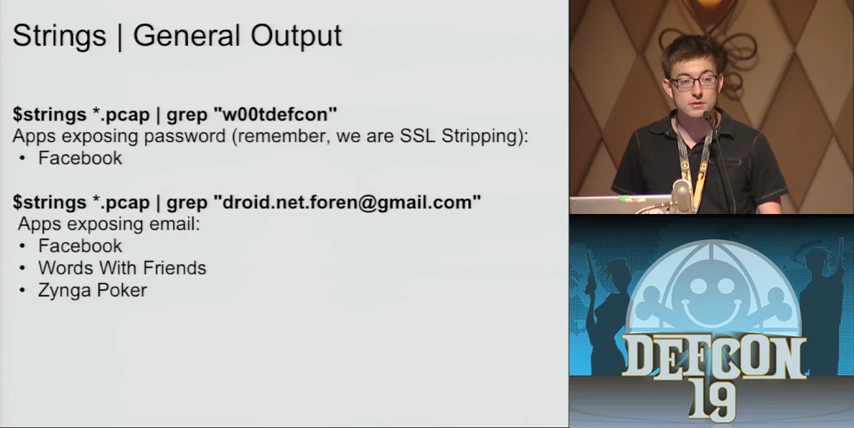 Strings | General Output
$strings *.pcap | grep "w00tdefcon"
Apps exposing password (remember, we are SSL Stripping):
• Facebook
$strings *.pcap | grep "droid.net.foren@gmail.com"
Apps exposing email:
• Facebook
• Words With Friends
• Zynga Poker
DEFCON
19